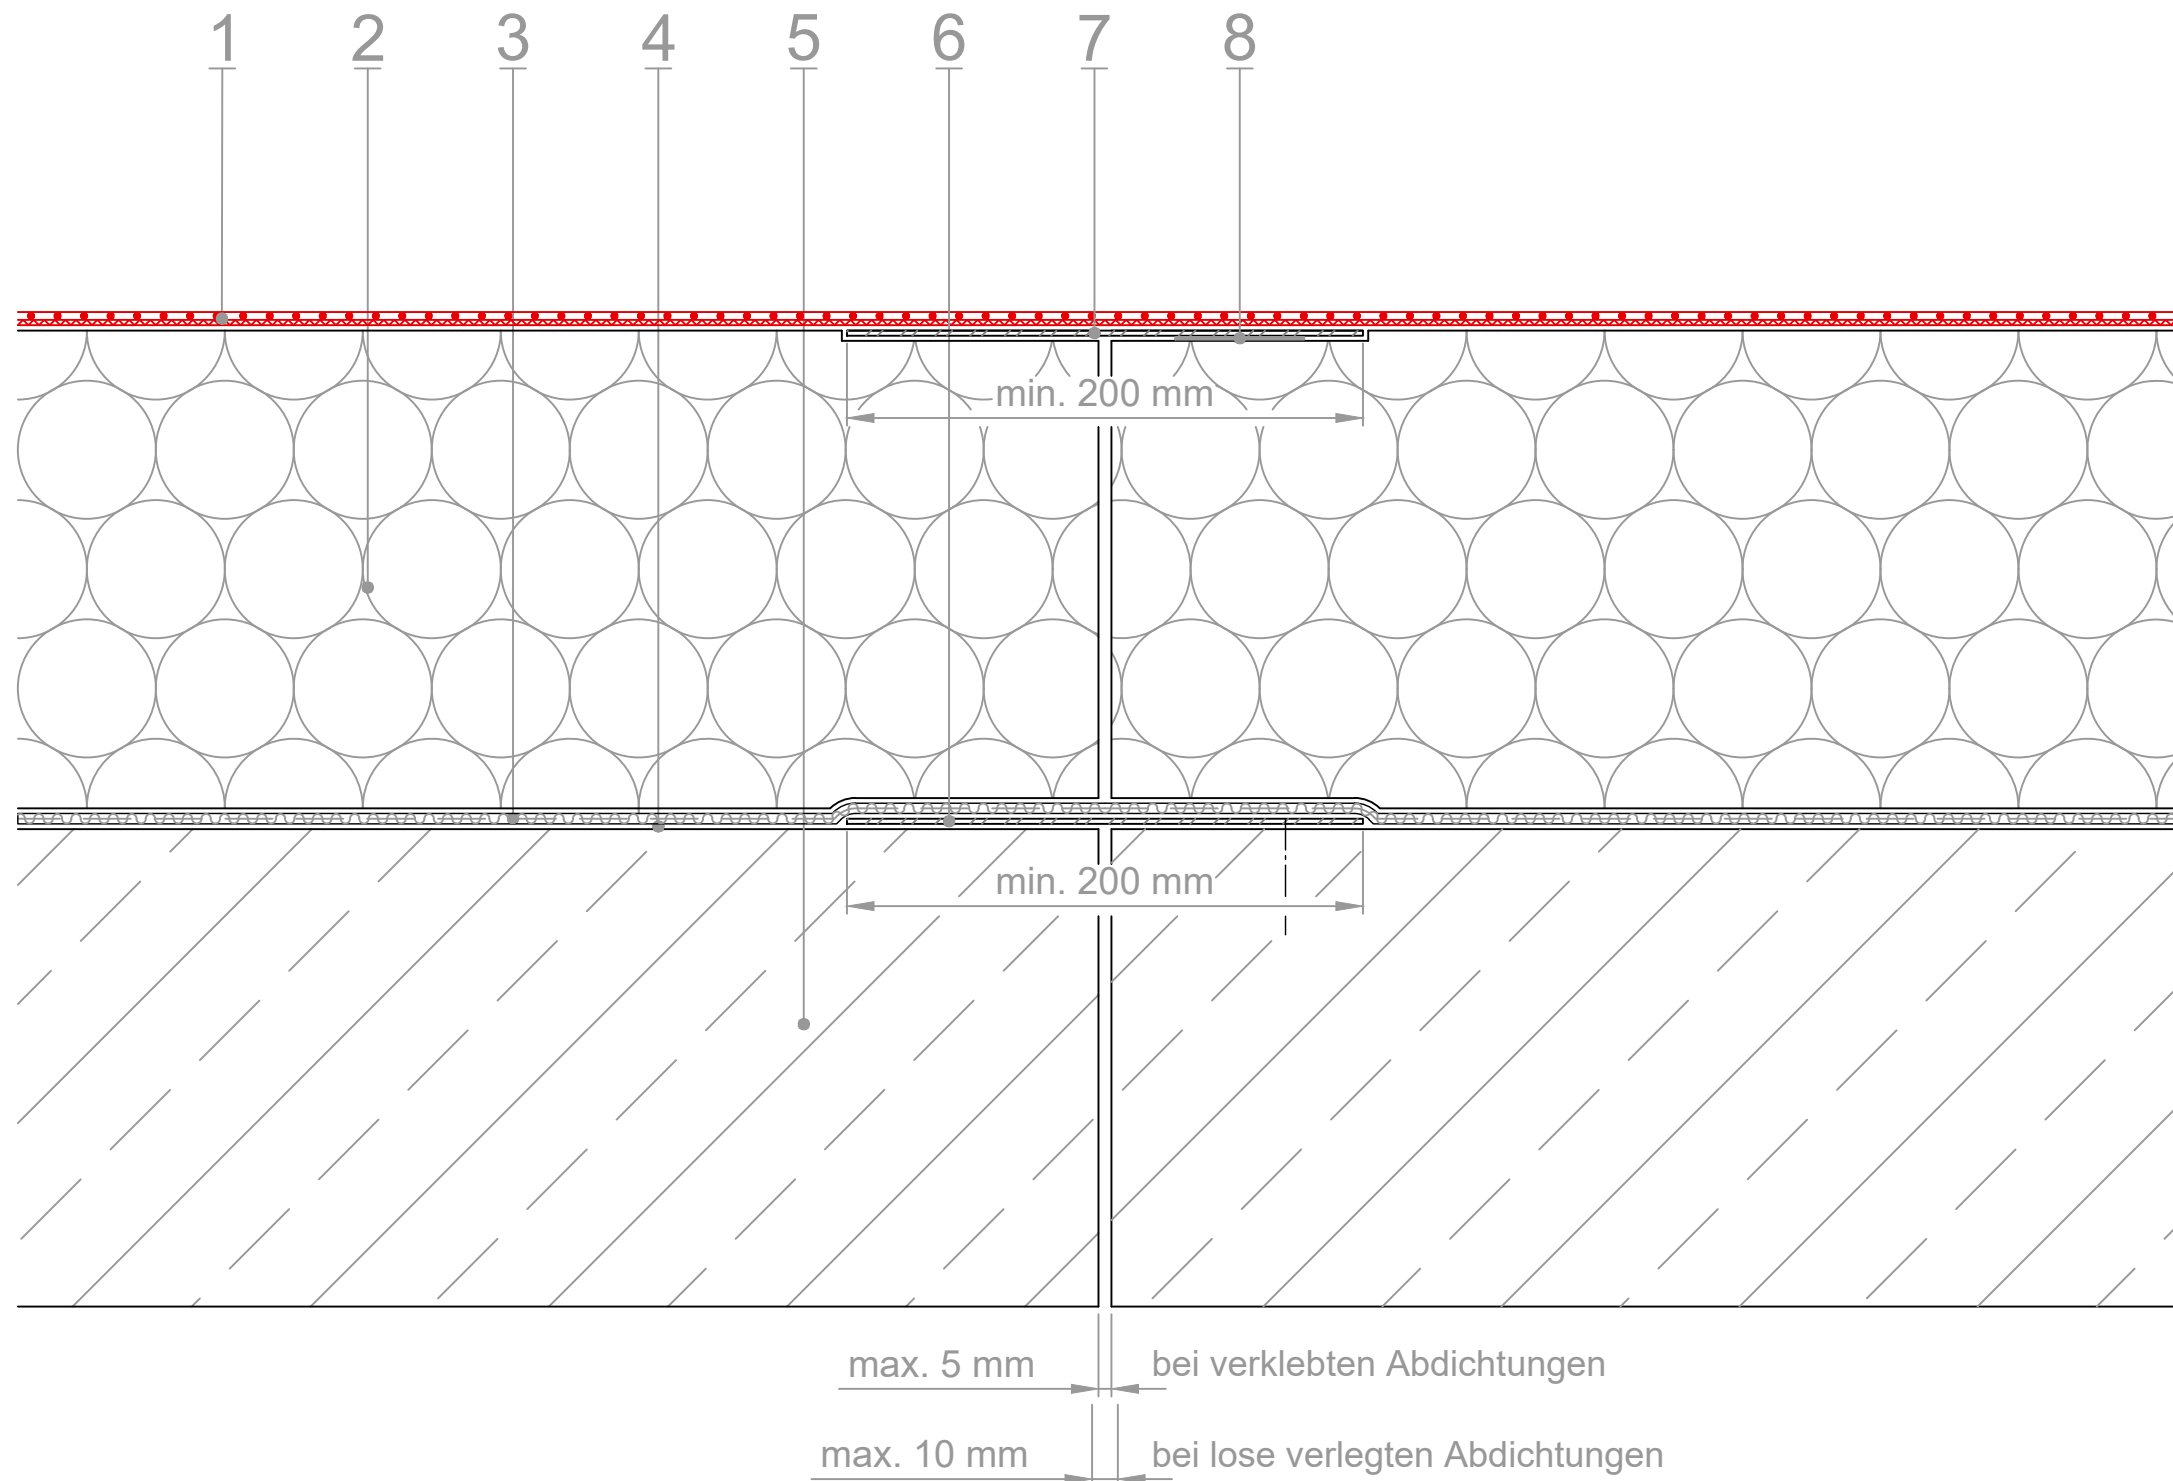 1 2 3 4 5 6 7 8
min. 200 mm
min. 200 mm
max. 5 mm bei verklebten Abdichtungen
max. 10 mm bei lose verlegten Abdichtungen